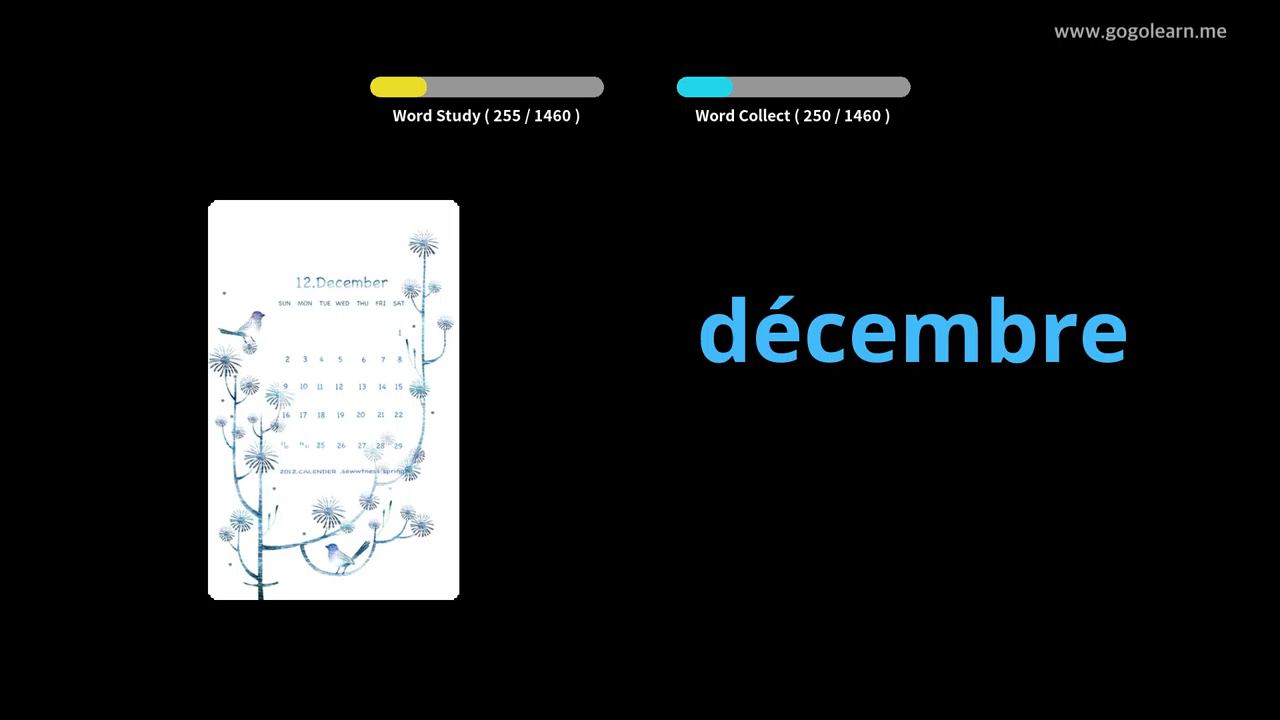 www.gogolearn.me
Word Study ( 255 / 1460 )
Word Collect ( 250 / 1460 )
12.December
SUN MON TUE WED THU FRI SAT
1
2 3 4 5 6 7 8
9 10 11 12 13 14 15
16 17 18 19 20 21 22
25 26 27 28 29
2012.CALENDER .sewwtness spring
décembre